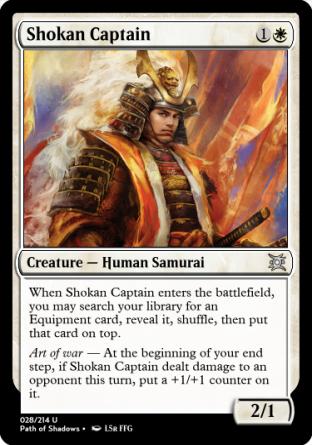 Shokan Captain 1
Creature — Human Samurai
When Shokan Captain enters the battlefield,
you may search your library for an
Equipment card, reveal it, shuffle, then put
that card on top.
Art of war — At the beginning of your end
step, if Shokan Captain dealt damage to an
opponent this turn, put a +1/+1 counter on
it.
2/1
028/214 U
Path of Shadows • L5R FFG